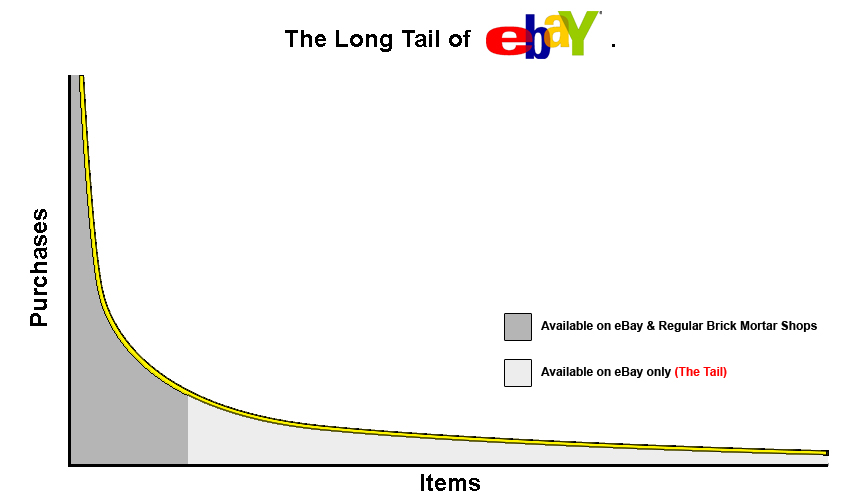 The Long Tail of ebaY .
Purchases
Available on eBay & Regular Brick Mortar Shops
Available on eBay only (The Tail)
Items